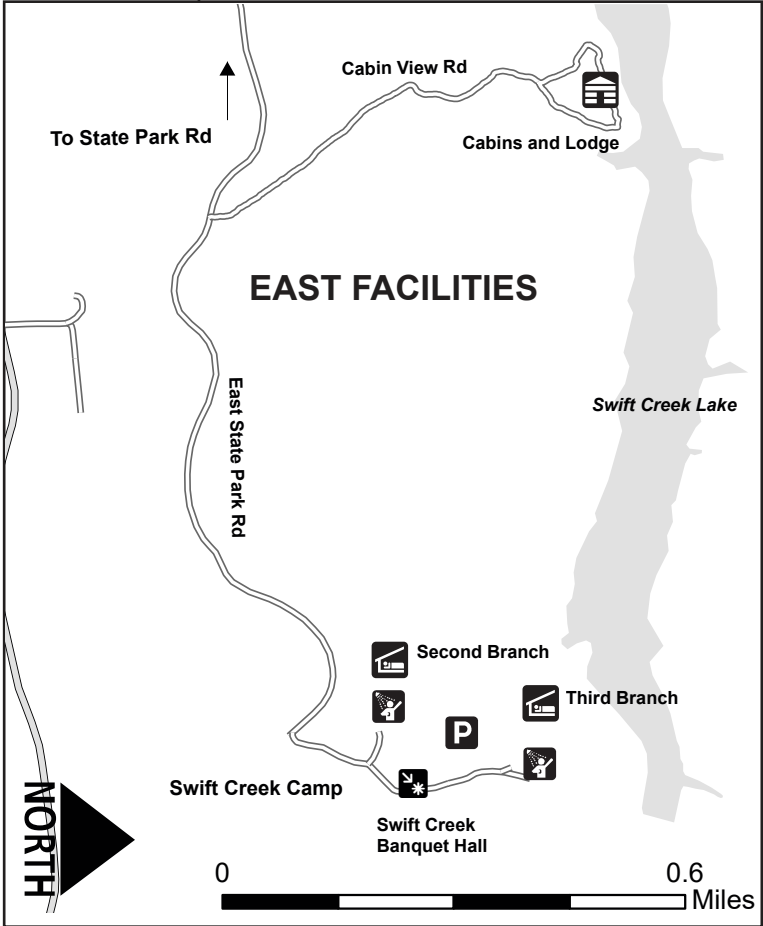 Cabin View Rd
To State Park Rd
Cabins and Lodge
EAST FACILITIES
East State Park Rd
Swift Creek Lake
Second Branch
Third Branch
P
Swift Creek Camp
Swift Creek
Banquet Hall
NORTH
0
0.6
Miles